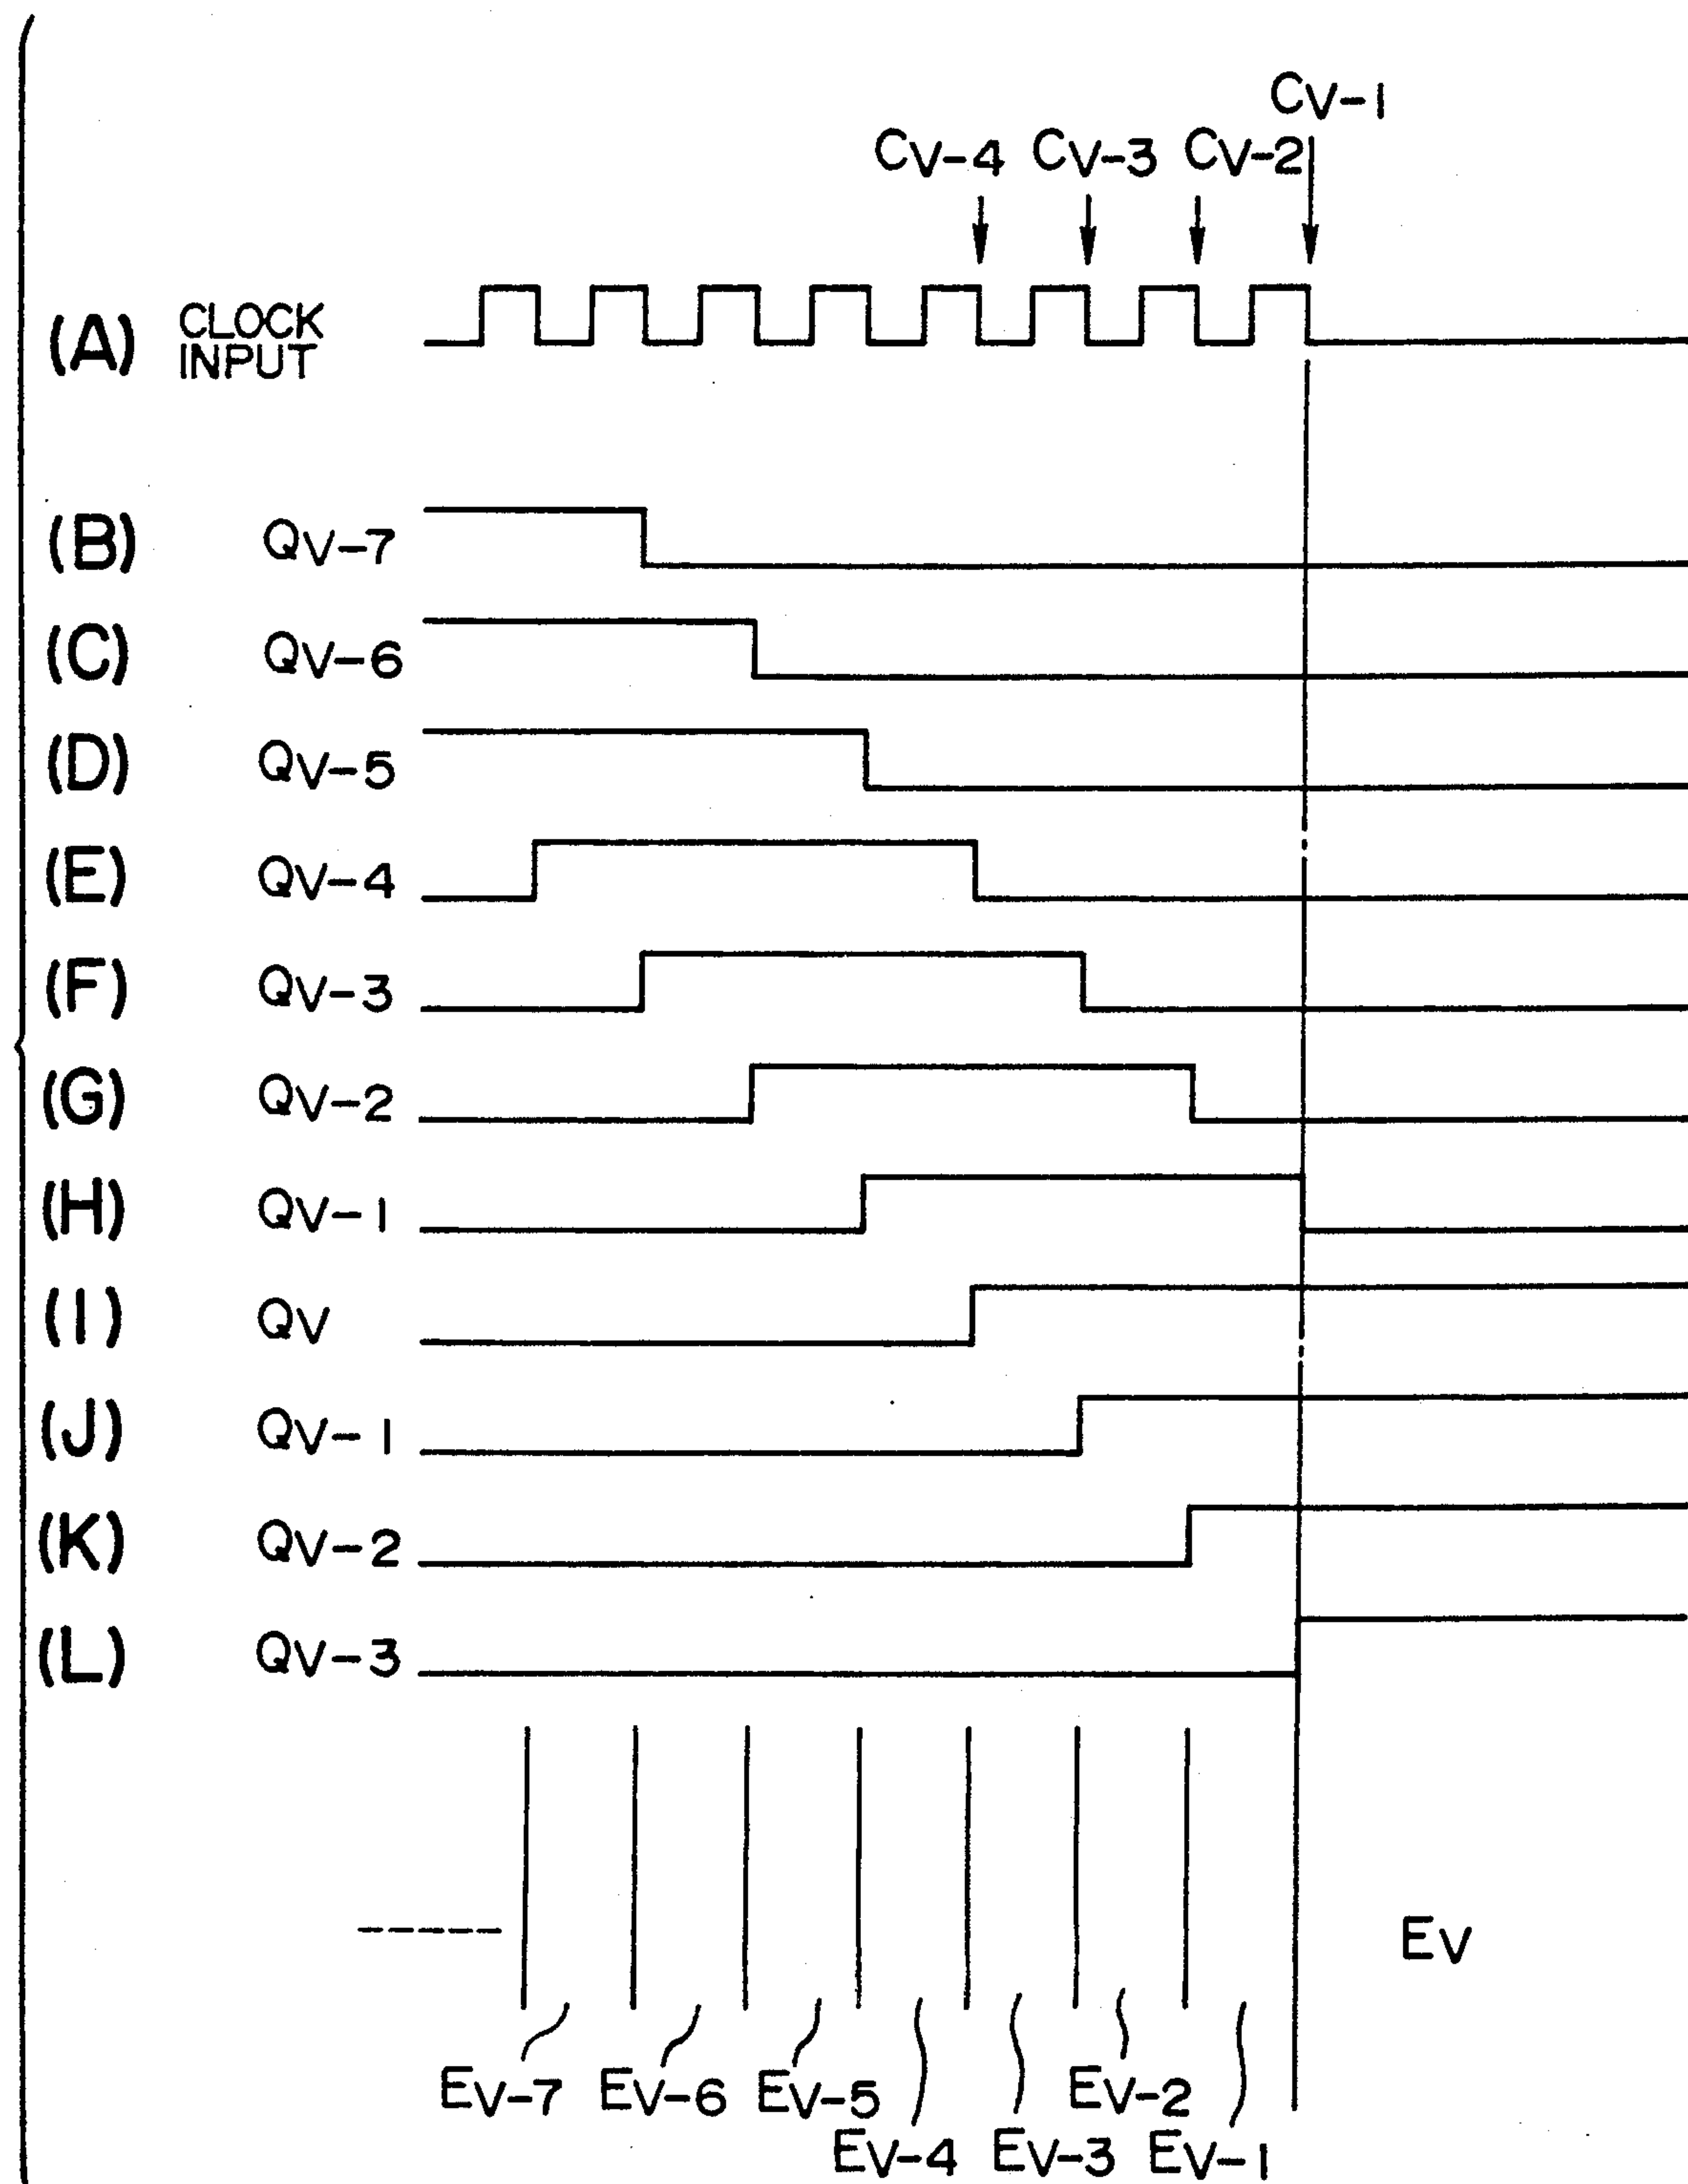 CV-1
CV-4 CV-3 CV-2
(A) CLOCK INPUT
(B) QV-7
(C) QV-6
(D) QV-5
(E) QV-4
(F) QV-3
(G) QV-2
(H) QV-1
(I) QV
(J) QV-1
(K) QV-2
(L) QV-3
EV
EV-7 EV-6 EV-5 EV-2
EV-4 EV-3 EV-1